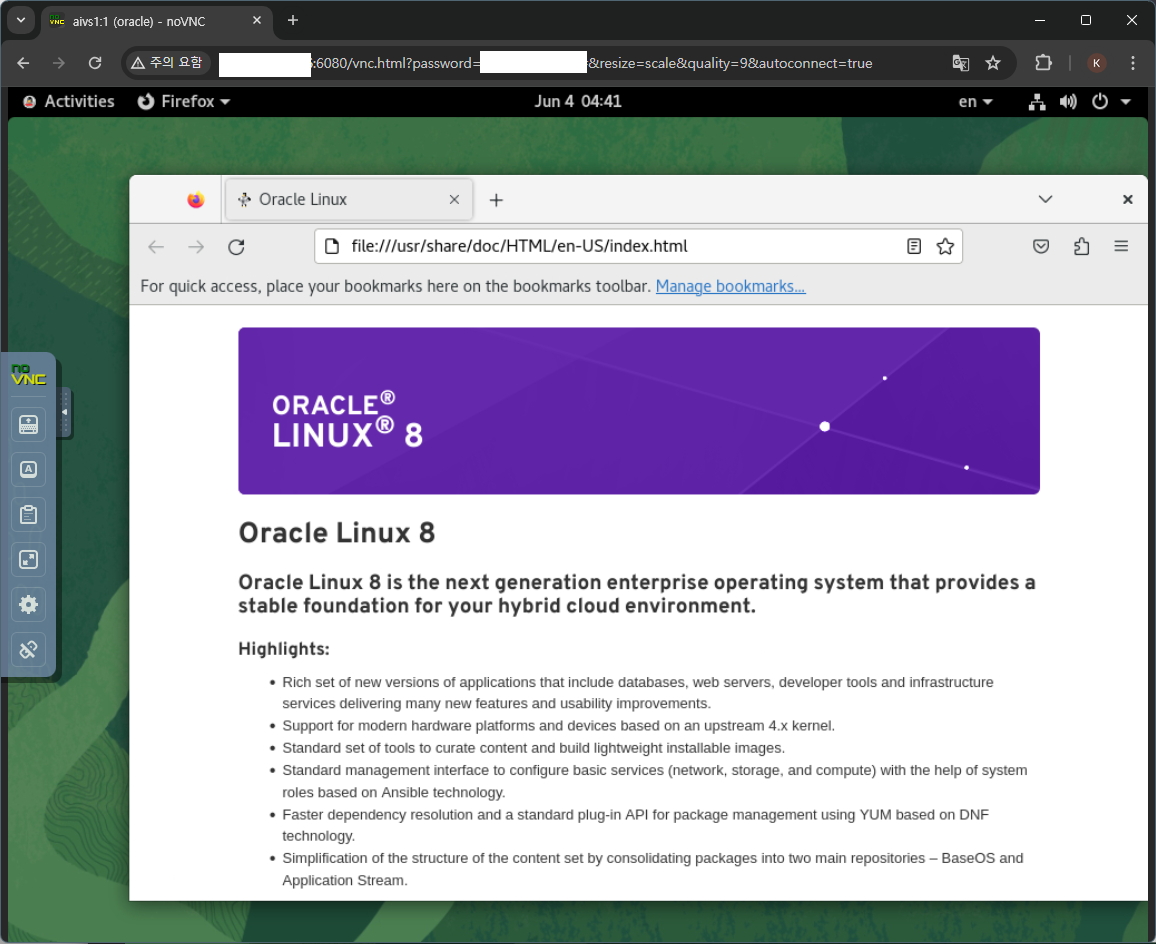 aivs1:1 (oracle) - noVNC
주의 요함
:6080/vnc.html?password=
&resize=scale&quality=9&autoconnect=true
K
Activities
Firefox
Jun 4 04:41
en
Oracle Linux
file:///usr/share/doc/HTML/en-US/index.html
For quick access, place your bookmarks here on the bookmarks toolbar. Manage bookmarks...
no
VNC
A
ORACLE®
LINUX® 8
Oracle Linux 8
Oracle Linux 8 is the next generation enterprise operating system that provides a
stable foundation for your hybrid cloud environment.
Highlights:
• Rich set of new versions of applications that include databases, web servers, developer tools and infrastructure
services delivering many new features and usability improvements.
• Support for modern hardware platforms and devices based on an upstream 4.x kernel.
• Standard set of tools to curate content and build lightweight installable images.
• Standard management interface to configure basic services (network, storage, and compute) with the help of system
roles based on Ansible technology.
• Faster dependency resolution and a standard plug-in API for package management using YUM based on DNF
technology.
• Simplification of the structure of the content set by consolidating packages into two main repositories – BaseOS and
Application Stream.